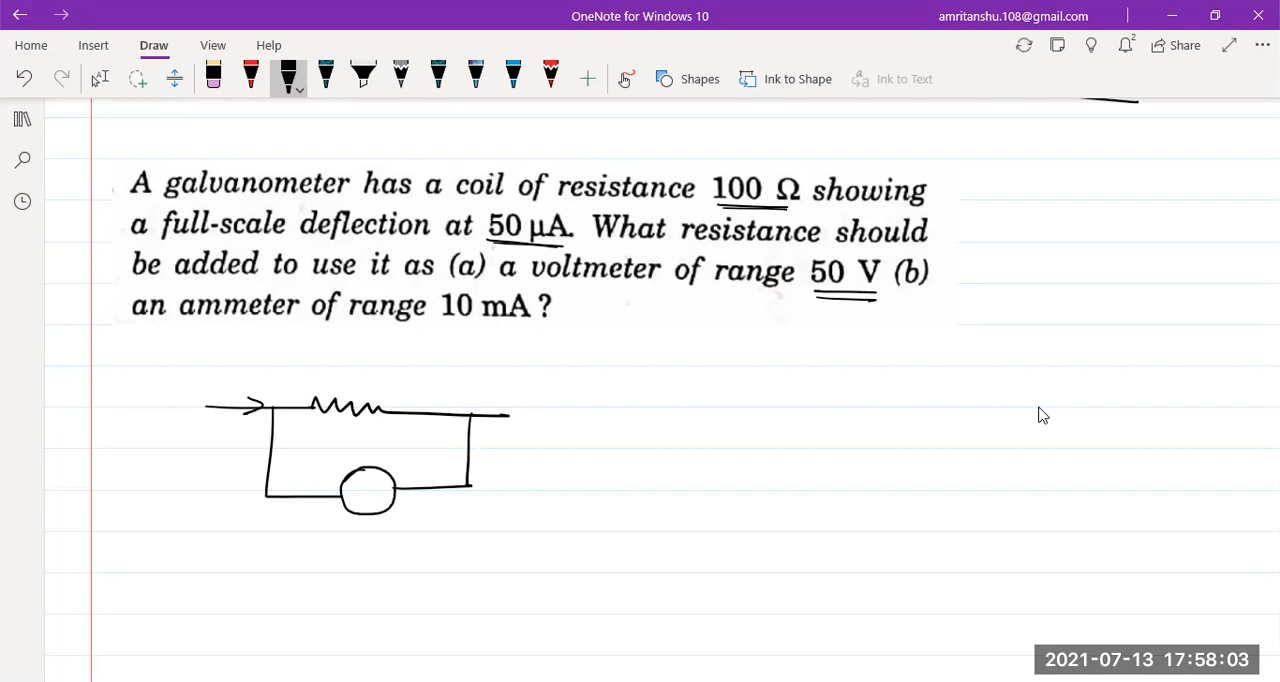 OneNote for Windows 10
amritanshu.108@gmail.com
Home Insert Draw View Help
2 Share
Shapes Ink to Shape Ink to Text
A galvanometer has a coil of resistance 100 Ω showing
a full-scale deflection at 50 μA. What resistance should
be added to use it as (a) a voltmeter of range 50 V (b)
an ammeter of range 10 mA ?
2021-07-13 17:58:03